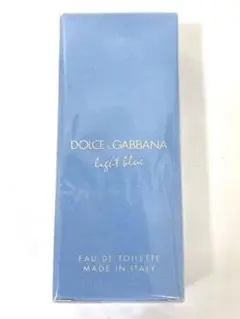 DOLCE & GABBANA
light blue
EAU DE TOILETTE
MADE IN ITALY